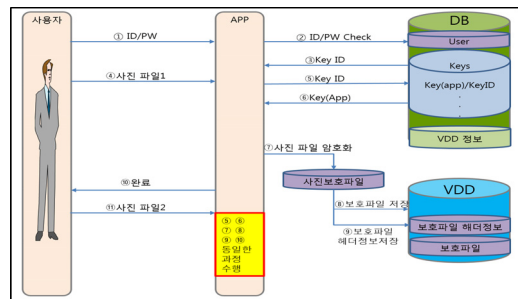 사용자
APP
DB
① ID/PW
② ID/PW Check
User
③Key ID
Keys
④사진 파일1
⑤Key ID
Key(app)/KeyID
⑥Key(App)
.
.
.
VDD 정보
⑦사진 파일 암호화
사진보호파일
⑩완료
VDD
⑧보호파일 저장
⑪사진 파일2
보호파일 헤더정보
⑨보호파일
헤더정보저장
보호파일
⑤ ⑥
⑦ ⑧
⑨ ⑩
동일한
과정
수행